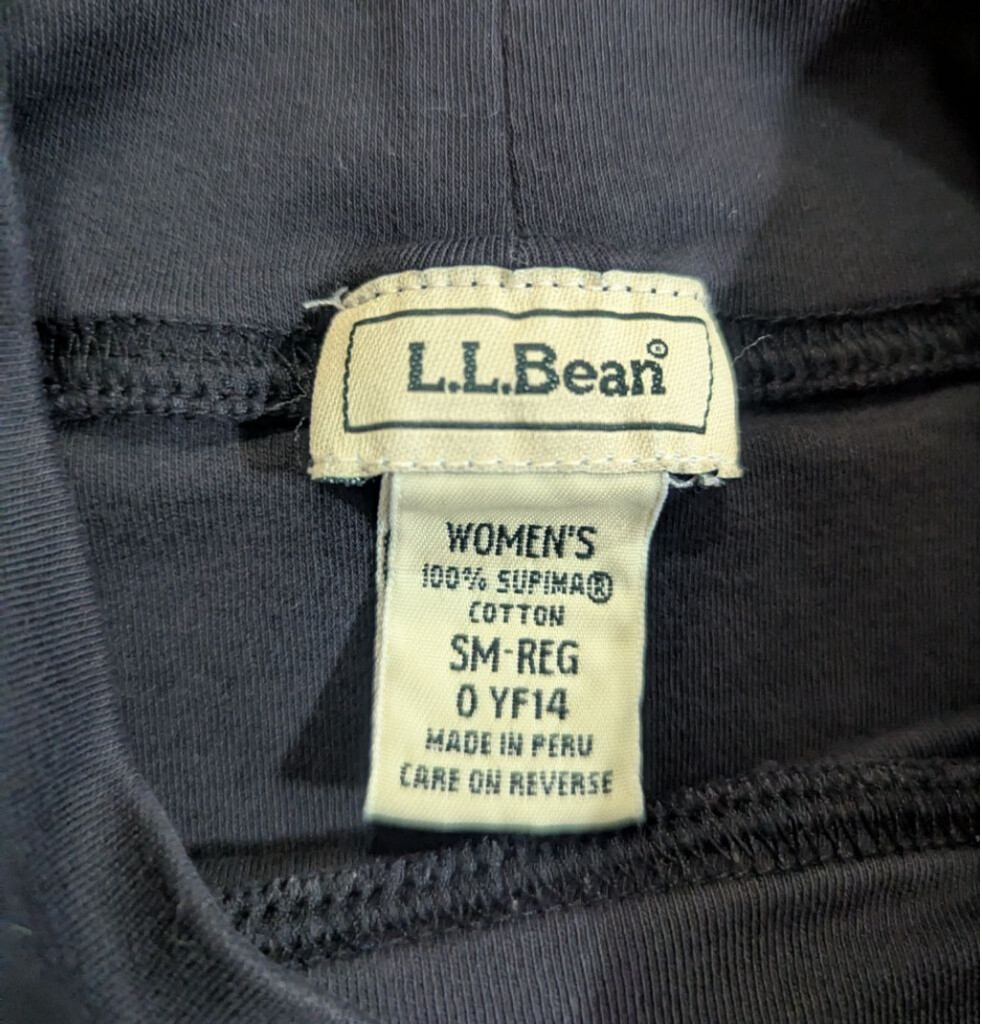 L.L.Bean®
WOMEN'S
100% SUPIMA®
COTTON
SM-REG
0 YF14
MADE IN PERU
CARE ON REVERSE